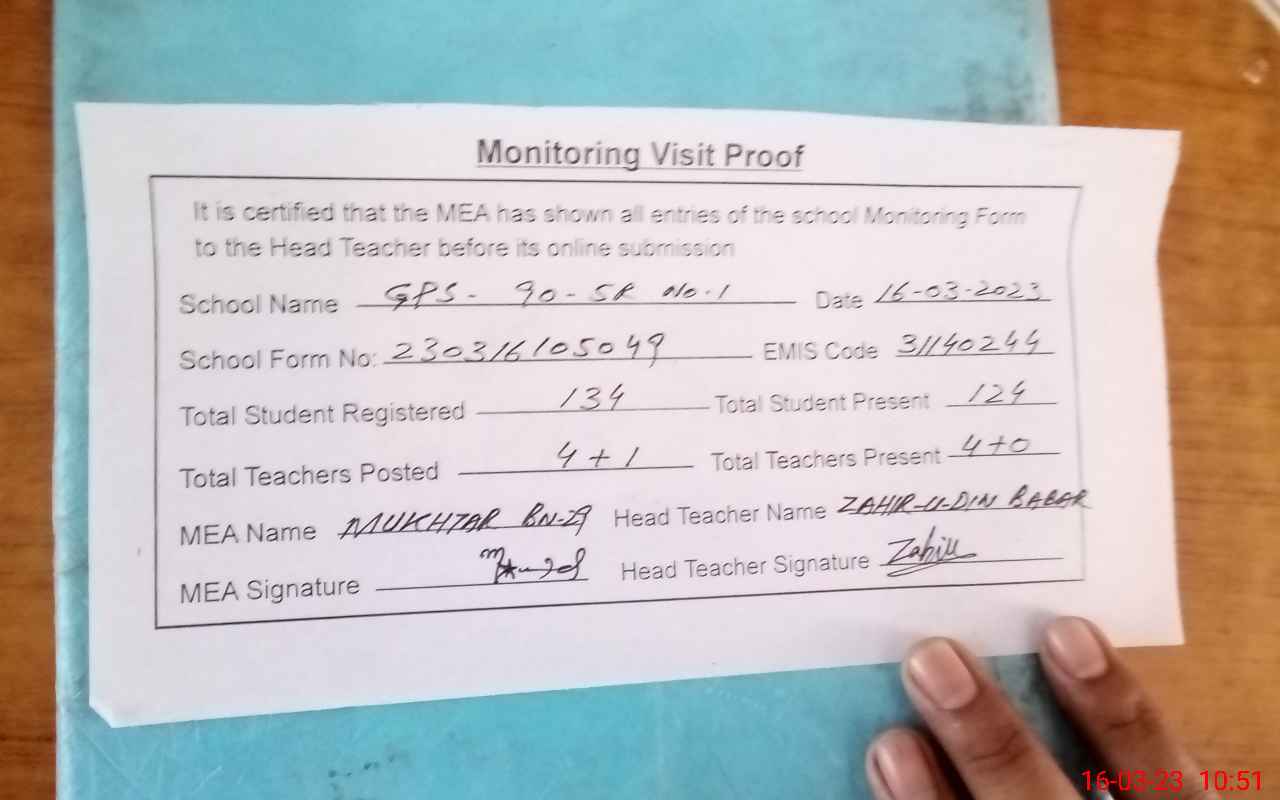 Monitoring Visit Proof
It is certified that the MEA has shown all entries of the school Monitoring Form
to the Head Teacher before its online submission
School Name GPS - 90 - 5R No.1 Date 16-03-2023
School Form No: 230316105049 EMIS Code 31140244
Total Student Registered 134 Total Student Present 124
Total Teachers Posted 4 + 1 Total Teachers Present 4+0
MEA Name MUKHTAR BN-29 Head Teacher Name ZAHIR-U-DIN BABAR
MEA Signature Head Teacher Signature
16-03-23 10:51